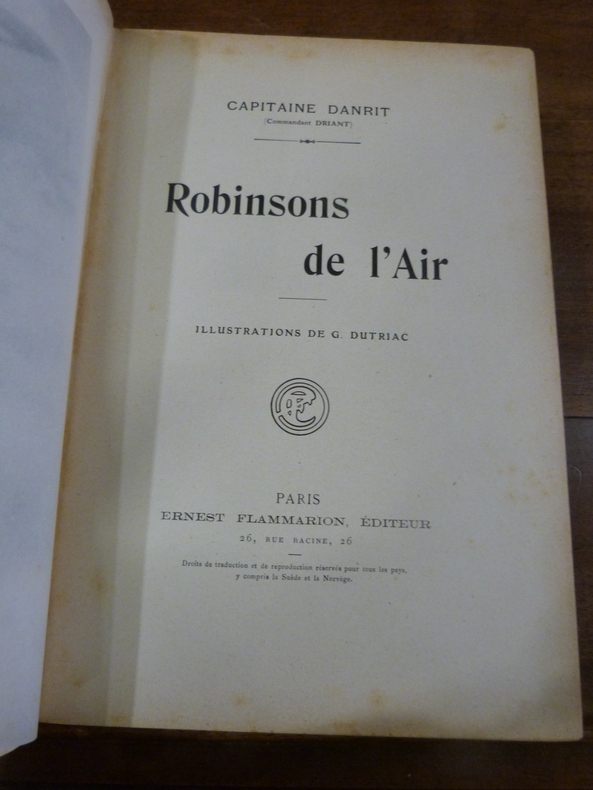 CAPITAINE DANRIT
(Commandant DRIANT)
Robinsons
de l'Air
ILLUSTRATIONS DE G. DUTRIAC
PARIS
ERNEST FLAMMARION, ÉDITEUR
26, RUE RACINE, 26
Droits de traduction et de reproduction réservés pour tous les pays,
y compris la Suède et la Norvège.